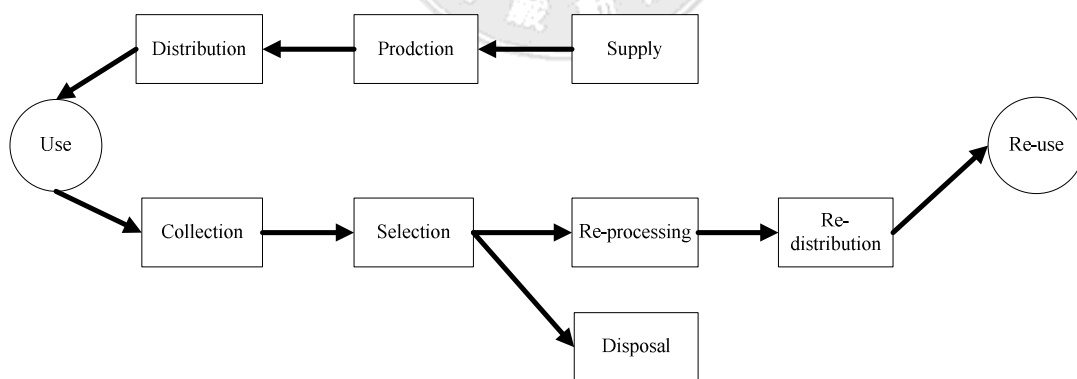 Distribution
Prodction
Supply
Use
Re-use
Collection
Selection
Re-processing
Re-
distribution
Disposal